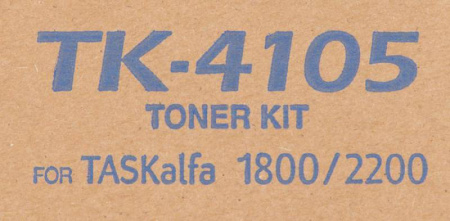 TK-4105
TONER KIT
FOR TASKalfa 1800/2200